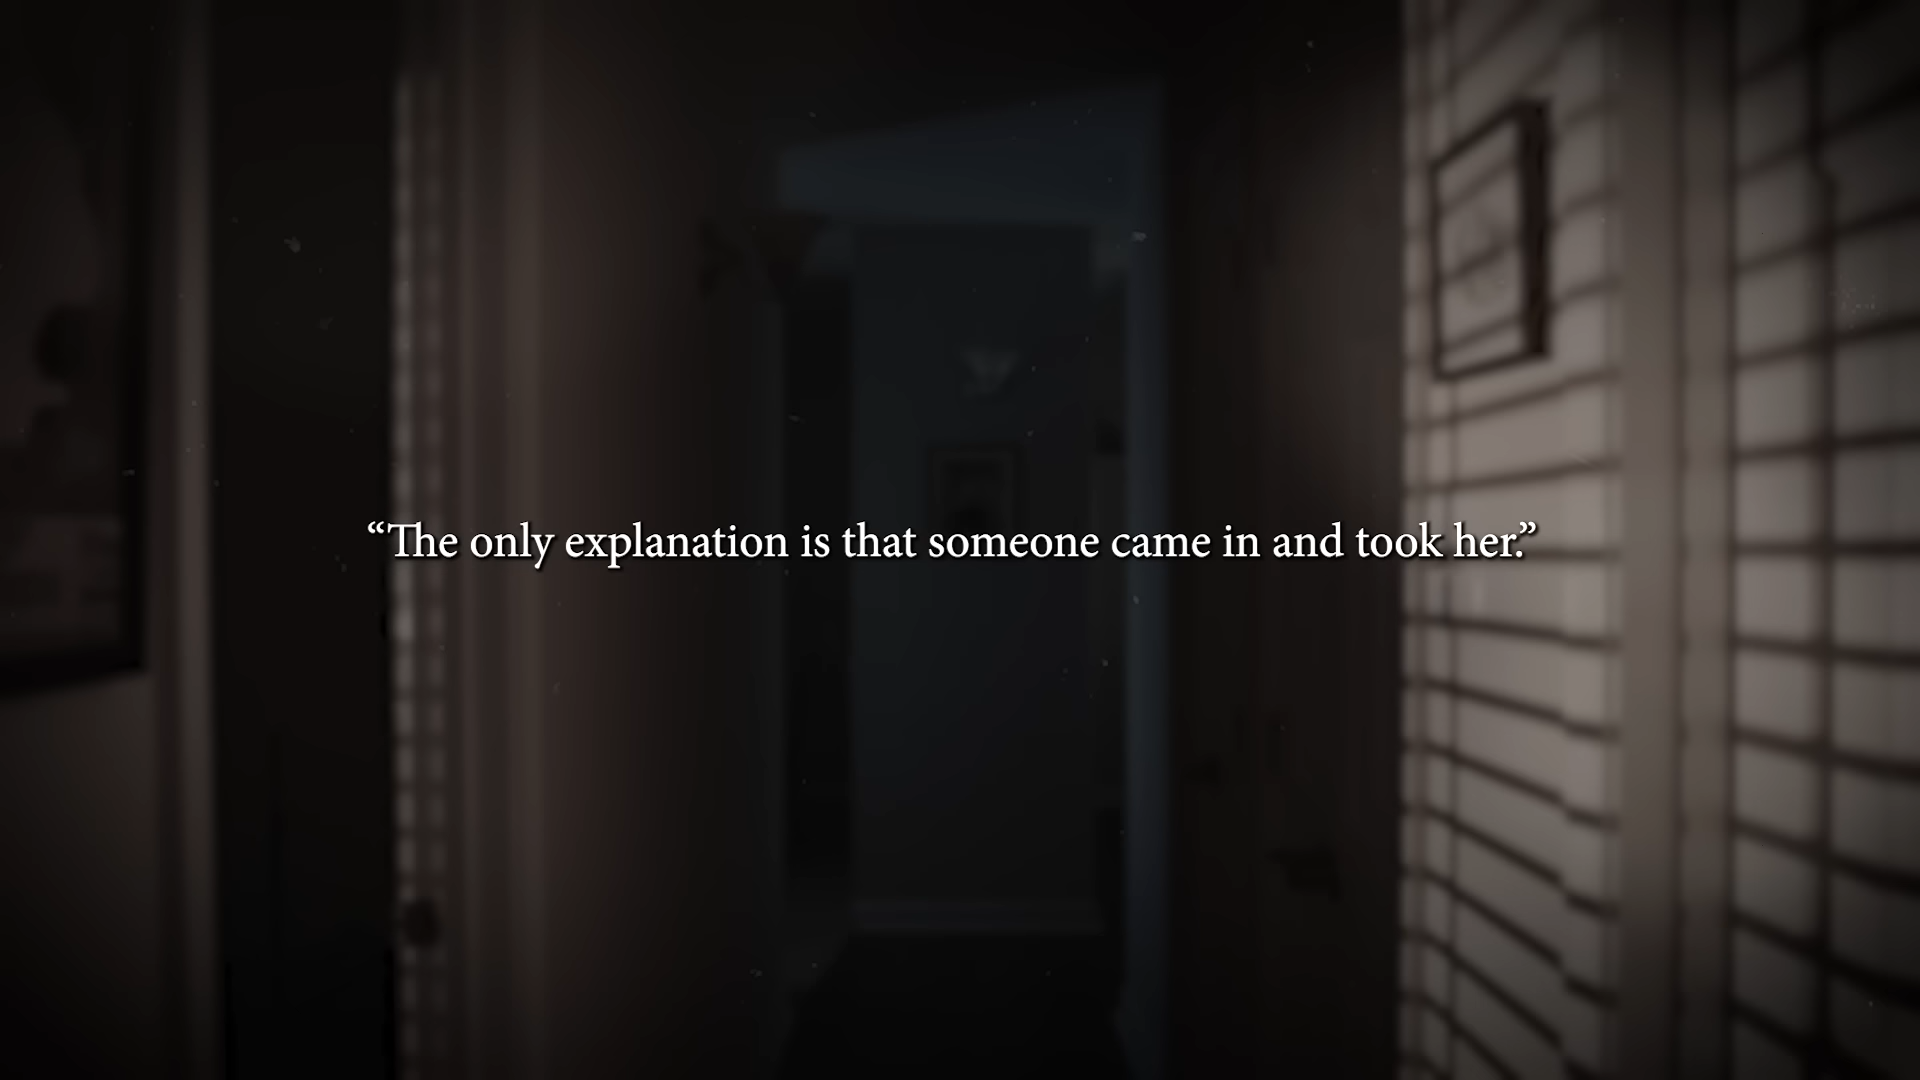 “The only explanation is that someone came in and took her.”